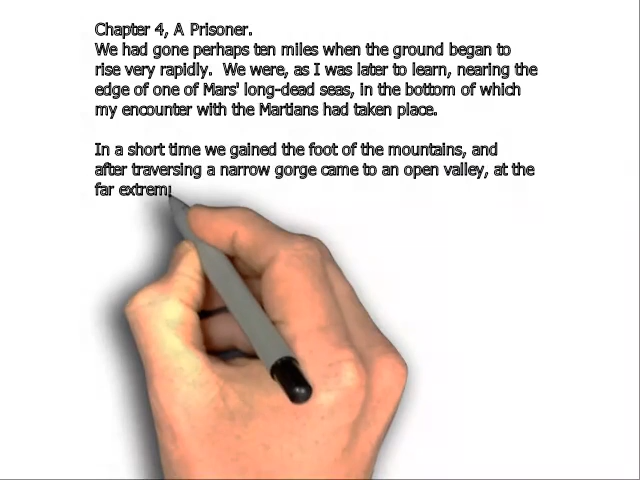 Chapter 4, A Prisoner.
We had gone perhaps ten miles when the ground began to
rise very rapidly.  We were, as I was later to learn, nearing the
edge of one of Mars' long-dead seas, in the bottom of which
my encounter with the Martians had taken place.
In a short time we gained the foot of the mountains, and
after traversing a narrow gorge came to an open valley, at the
far extremi